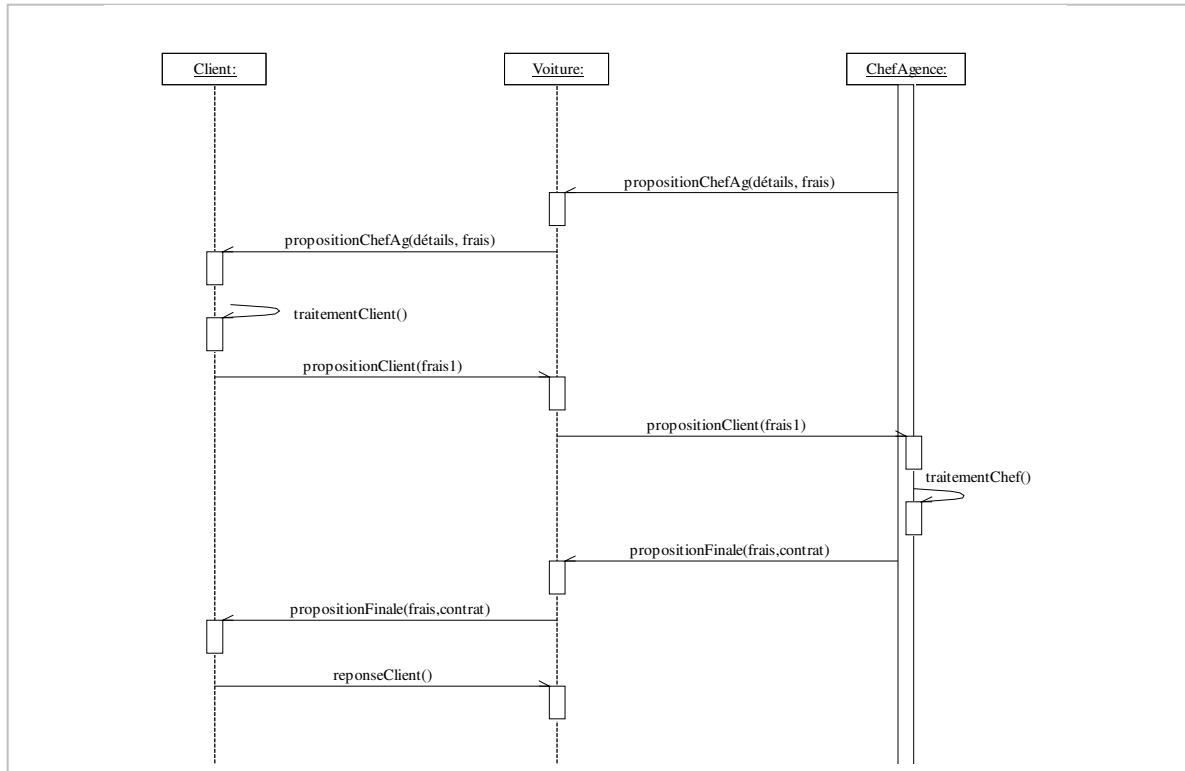 Client:
Voiture:
ChefAgence:
propositionChefAg(détails, frais)
propositionChefAg(détails, frais)
traitementClient()
propositionClient(frais1)
propositionClient(frais1)
traitementChef()
propositionFinale(frais,contrat)
propositionFinale(frais,contrat)
reponseClient()